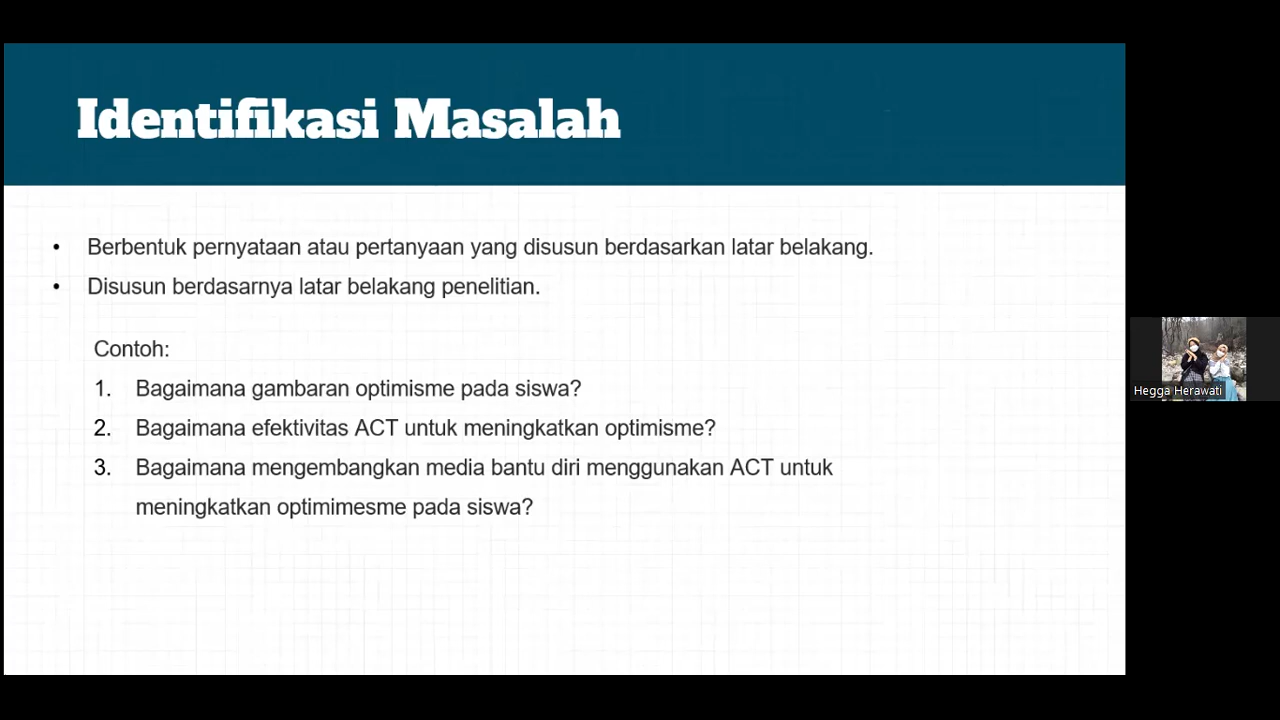 Identifikasi Masalah
• Berbentuk pernyataan atau pertanyaan yang disusun berdasarkan latar belakang.
• Disusun berdasarnya latar belakang penelitian.
Contoh:
1. Bagaimana gambaran optimisme pada siswa?
2. Bagaimana efektivitas ACT untuk meningkatkan optimisme?
3. Bagaimana mengembangkan media bantu diri menggunakan ACT untuk
meningkatkan optimimesme pada siswa?
Hegga Herawati